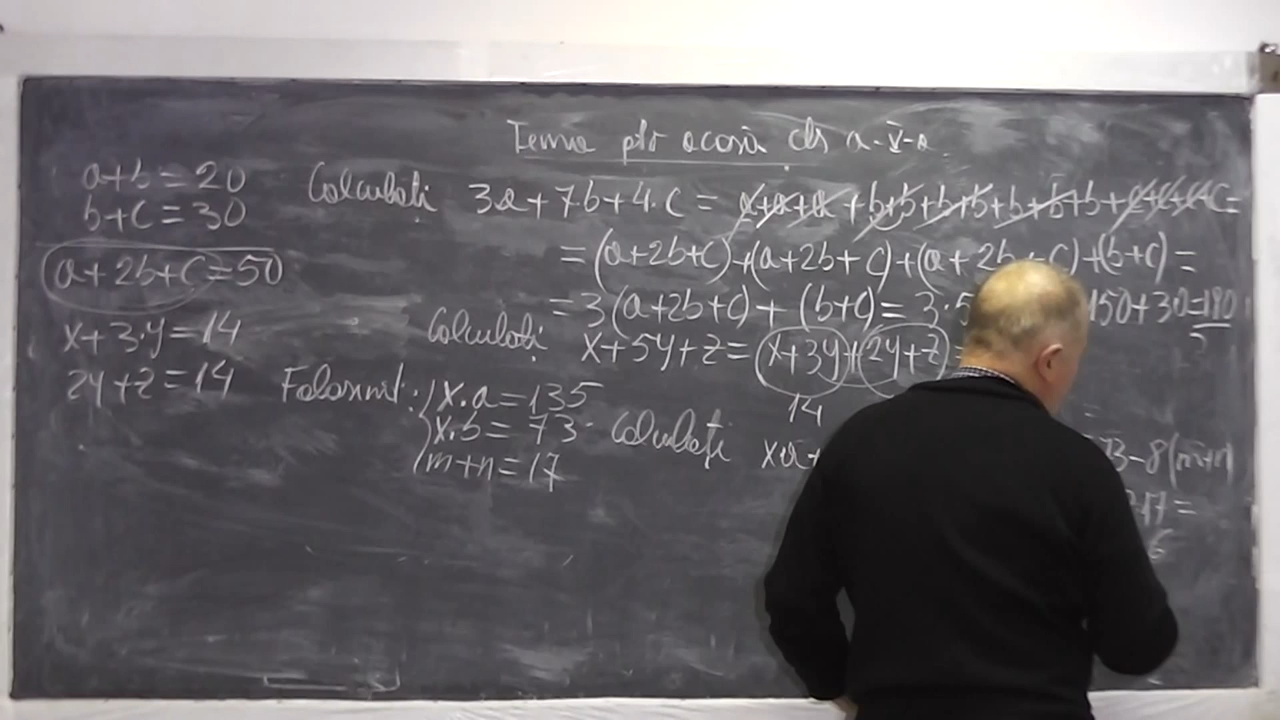 Tema ptr acasă cls a-V-a
a+b=20 Calculați 3a+7b+4·c = a+a+a+b+b+b+b+b+b+b+c+c+c+c=
b+c=30
=(a+2b+c)+(a+2b+c)+(a+2b+c)+(b+c)=
a+2b+c=50
=3(a+2b+c)+(b+c)=3·5 150+30=180
x+3·y=14 Calculați x+5y+z=(x+3y)+(2y+z)=
14
2y+z=14 Folosind: x·a=135
x·b=73 Calculați x·a+ 73-8(m+n)
m+n=17
17=
6